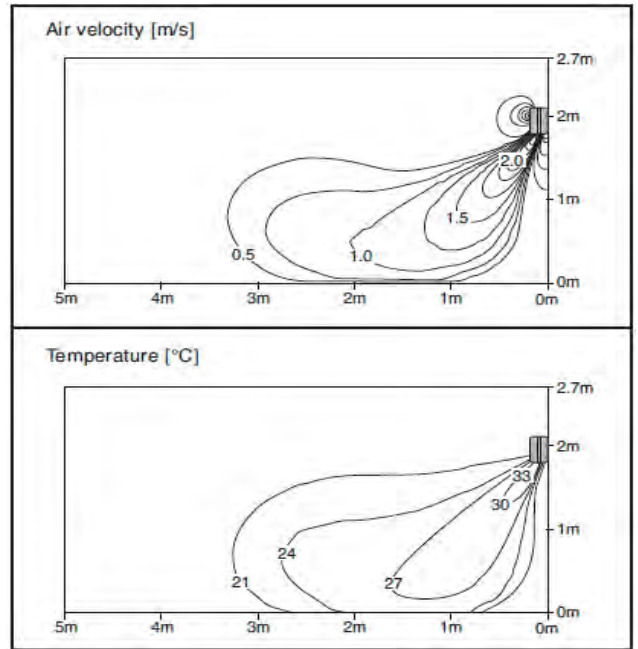 Air velocity [m/s]
2.7m
2m
2.0
1m
1.5
0.5
1.0
0m
5m 4m 3m 2m 1m 0m
Temperature [°C]
2.7m
2m
33
30
1m
24
21
27
0m
5m 4m 3m 2m 1m 0m